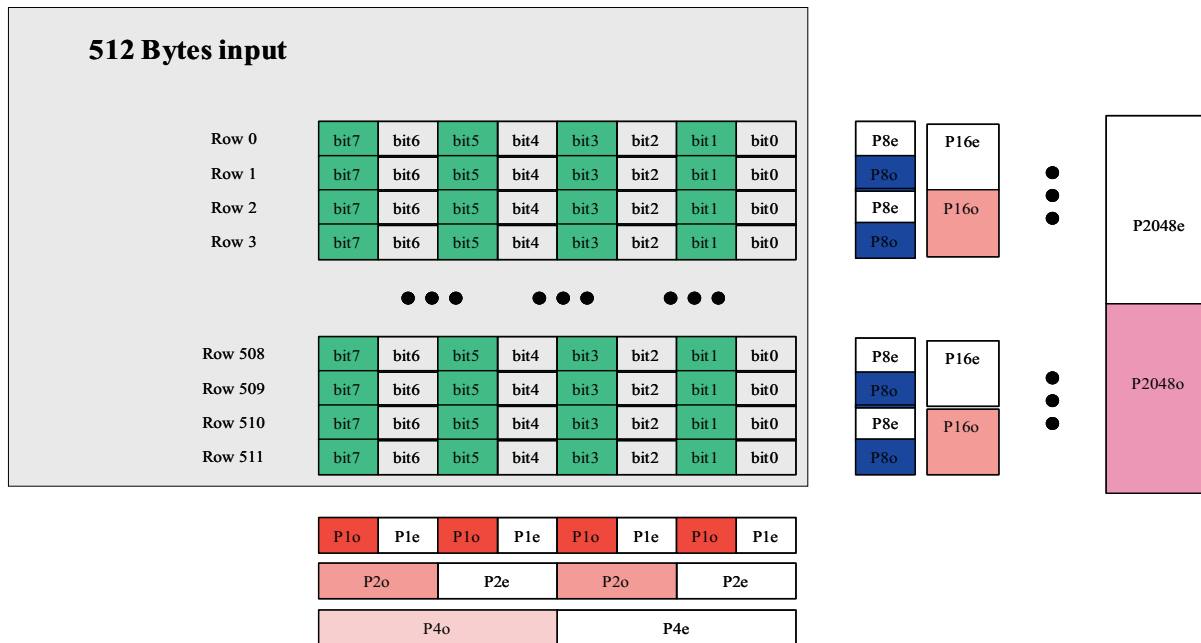 512 Bytes input
Row 0 bit7 bit6 bit5 bit4 bit3 bit2 bit1 bit0 P8e P16e
Row 1 bit7 bit6 bit5 bit4 bit3 bit2 bit1 bit0 P8o
Row 2 bit7 bit6 bit5 bit4 bit3 bit2 bit1 bit0 P8e P16o
Row 3 bit7 bit6 bit5 bit4 bit3 bit2 bit1 bit0 P8o
P2048e
Row 508 bit7 bit6 bit5 bit4 bit3 bit2 bit1 bit0 P8e P16e
Row 509 bit7 bit6 bit5 bit4 bit3 bit2 bit1 bit0 P8o
P2048o
Row 510 bit7 bit6 bit5 bit4 bit3 bit2 bit1 bit0 P8e P16o
Row 511 bit7 bit6 bit5 bit4 bit3 bit2 bit1 bit0 P8o
P1o P1e P1o P1e P1o P1e P1o P1e
P2o P2e P2o P2e
P4o P4e